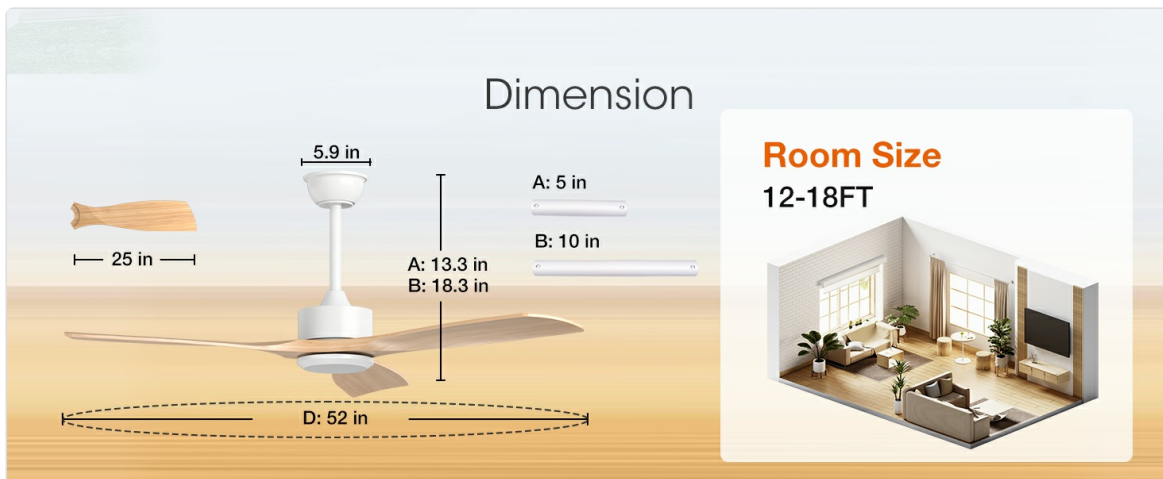 Dimension
5.9 in
25 in
A: 13.3 in
B: 18.3 in
A: 5 in
B: 10 in
D: 52 in
Room Size
12-18FT